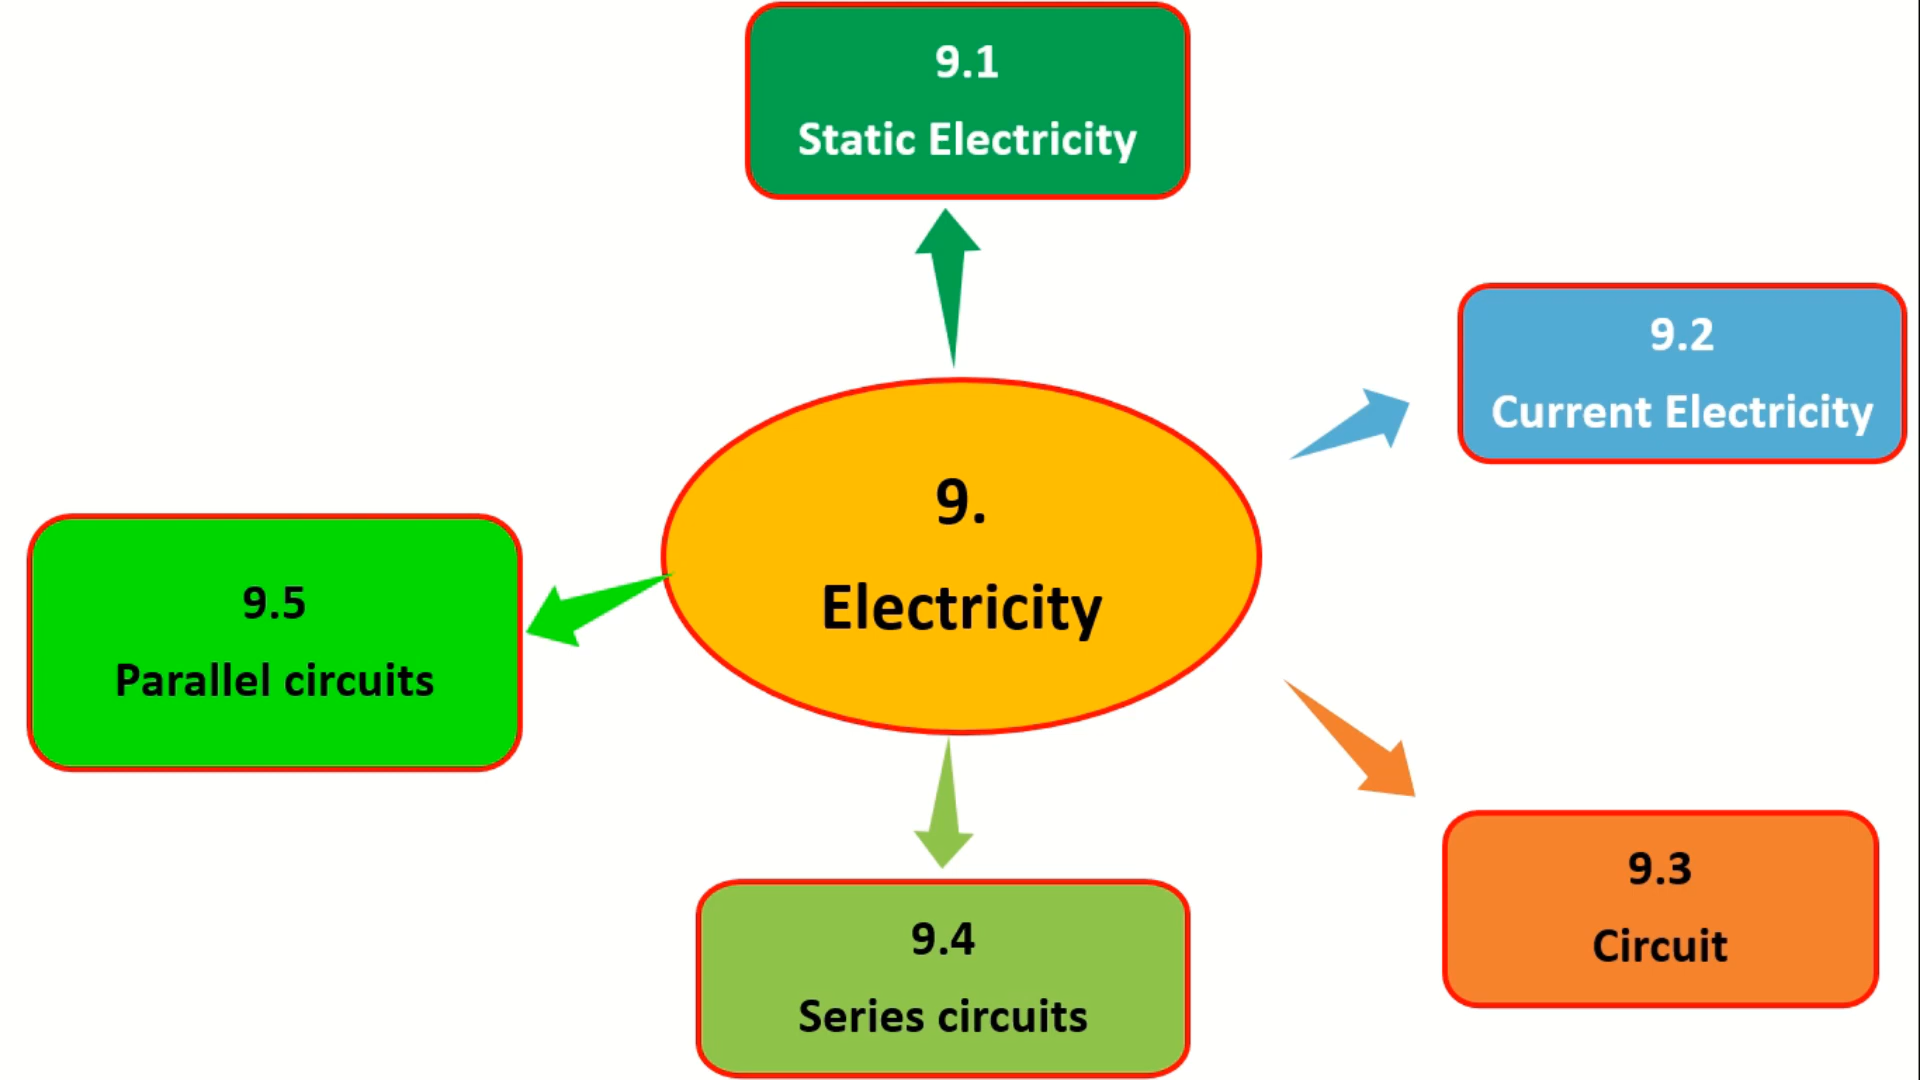 9.1
Static Electricity
9.2
Current Electricity
9.
Electricity
9.5
Parallel circuits
9.3
Circuit
9.4
Series circuits